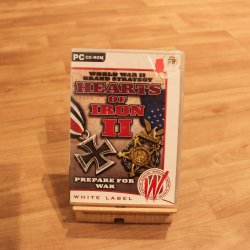 PC CD-ROM
WORLD WAR II
GRAND STRATEGY
HEARTS
OF
IRON
II
PREPARE FOR
WAR
WHITE LABEL